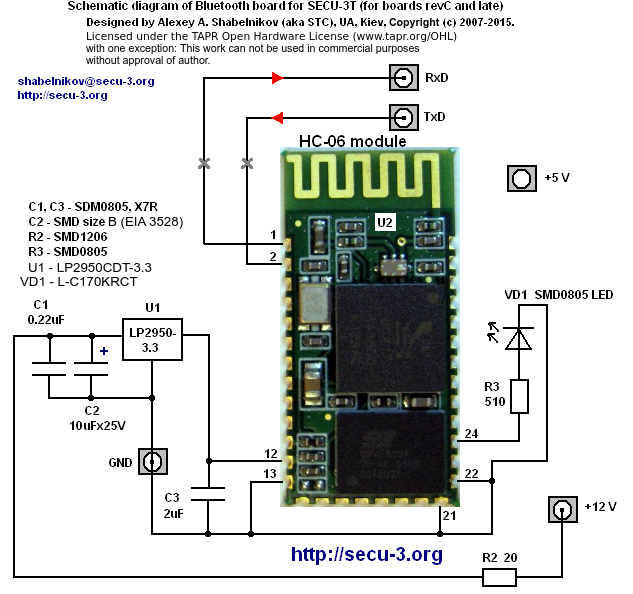 Schematic diagram of Bluetooth board for SECU-3T (for boards revC and late)
Designed by Alexey A. Shabelnikov (aka STC), UA, Kiev, Copyright (c) 2007-2015.
Licensed under the TAPR Open Hardware License (www.tapr.org/OHL)
with one exception: This work can not be used in commercial purposes
without approval of author.
shabelnikov@secu-3.org
http://secu-3.org
RxD
TxD
HC-06 module
+5 V
C1, C3 - SDM0805, X7R
C2 - SMD size B (EIA 3528)
R2 - SMD1206
R3 - SMD0805
U1 - LP2950CDT-3.3
VD1 - L-C170KRCT
U2
1
2
C1
0.22uF
U1
LP2950-
3.3
+
C2
10uFx25V
VD1 SMD0805 LED
R3
510
24
GND
12
13
22
C3
2uF
21
+12 V
http://secu-3.org
R2 20